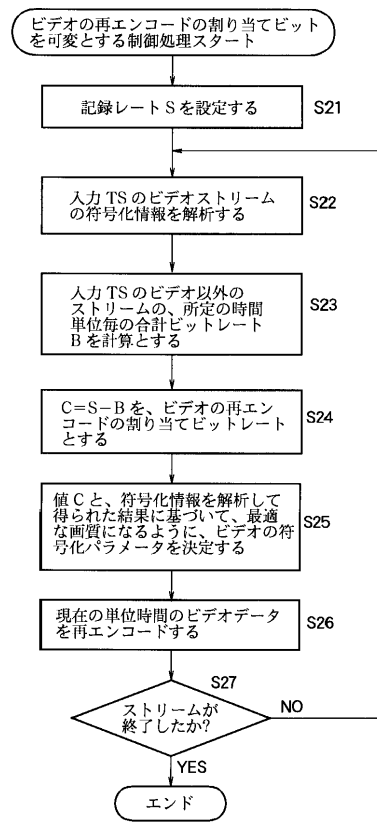 ビデオの再エンコードの割り当てビット
を可変とする制御処理スタート
記録レートSを設定する
S21
入力TSのビデオストリーム
の符号化情報を解析する
S22
入力TSのビデオ以外の
ストリームの、所定の時間
単位毎の合計ビットレート
Bを計算とする
S23
C=S−Bを、ビデオの再エン
コードの割り当てビットレート
とする
S24
値Cと、符号化情報を解析して
得られた結果に基づいて、最適
な画質になるように、ビデオの符
号化パラメータを決定する
S25
現在の単位時間のビデオデータ
を再エンコードする
S26
S27
ストリームが
終了したか?
NO
YES
エンド